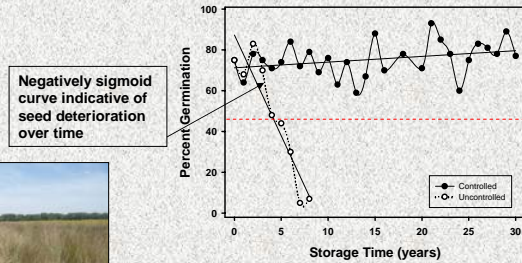 Negatively sigmoid
curve indicative of
seed deterioration
over time
Percent Germination
100
80
60
40
20
0
Controlled
Uncontrolled
0 5 10 15 20 25 30
Storage Time (years)